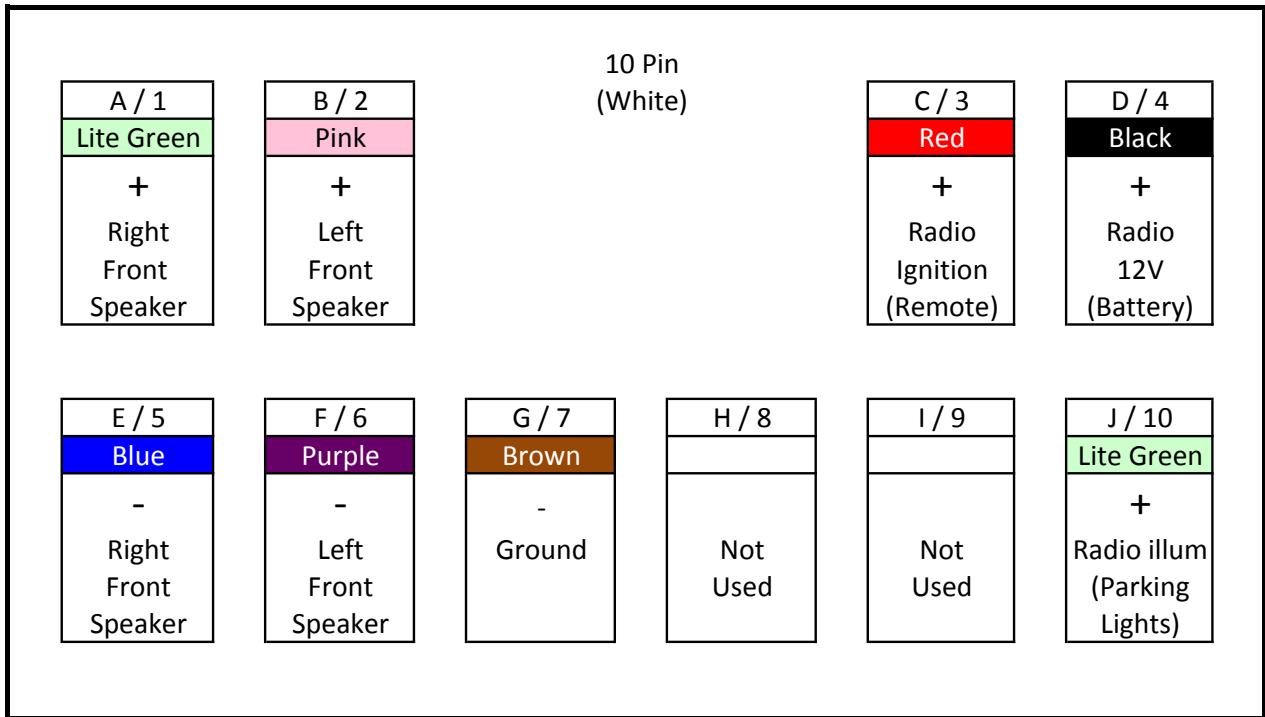 10 Pin
(White)
A / 1
Lite Green
+
Right
Front
Speaker
B / 2
Pink
+
Left
Front
Speaker
C / 3
Red
+
Radio
Ignition
(Remote)
D / 4
Black
+
Radio
12V
(Battery)
E / 5
Blue
-
Right
Front
Speaker
F / 6
Purple
-
Left
Front
Speaker
G / 7
Brown
-
Ground
H / 8
Not
Used
I / 9
Not
Used
J / 10
Lite Green
+
Radio illum
(Parking
Lights)